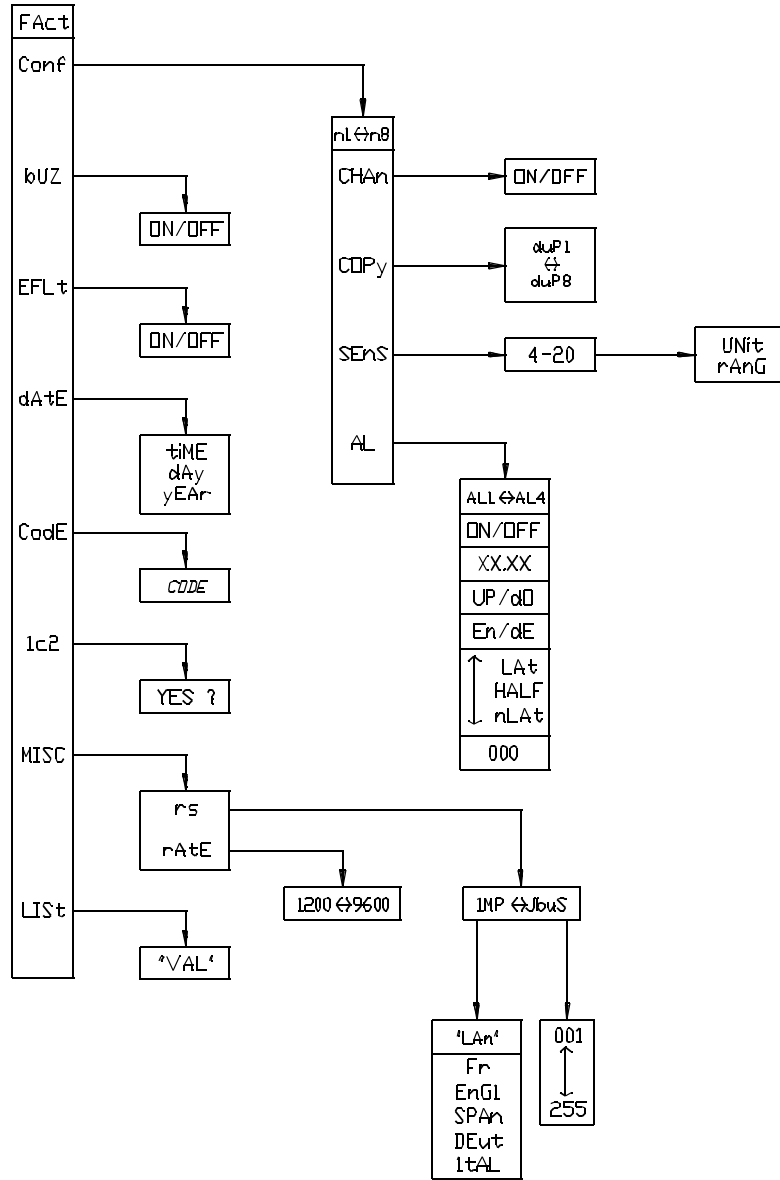 FAct
Conf
n1⇔n8
bUZ
CHAn
ON/OFF
ON/OFF
COPy
duP1
⇔
duP8
EFLt
ON/OFF
SEnS
4-20
UNit
rAnG
dAtE
tiME
dAy
yEAr
AL
AL1⇔AL4
ON/OFF
XX.XX
UP/dO
En/dE
LAt
HALF
nLAt
000
CodE
CODE
1c2
YES ?
MISC
rs
rAtE
1200⇔9600
1MP⇔JbuS
LISt
"VAL"
"LAn"
Fr
EnG1
SPAn
DEut
1tAL
001
255